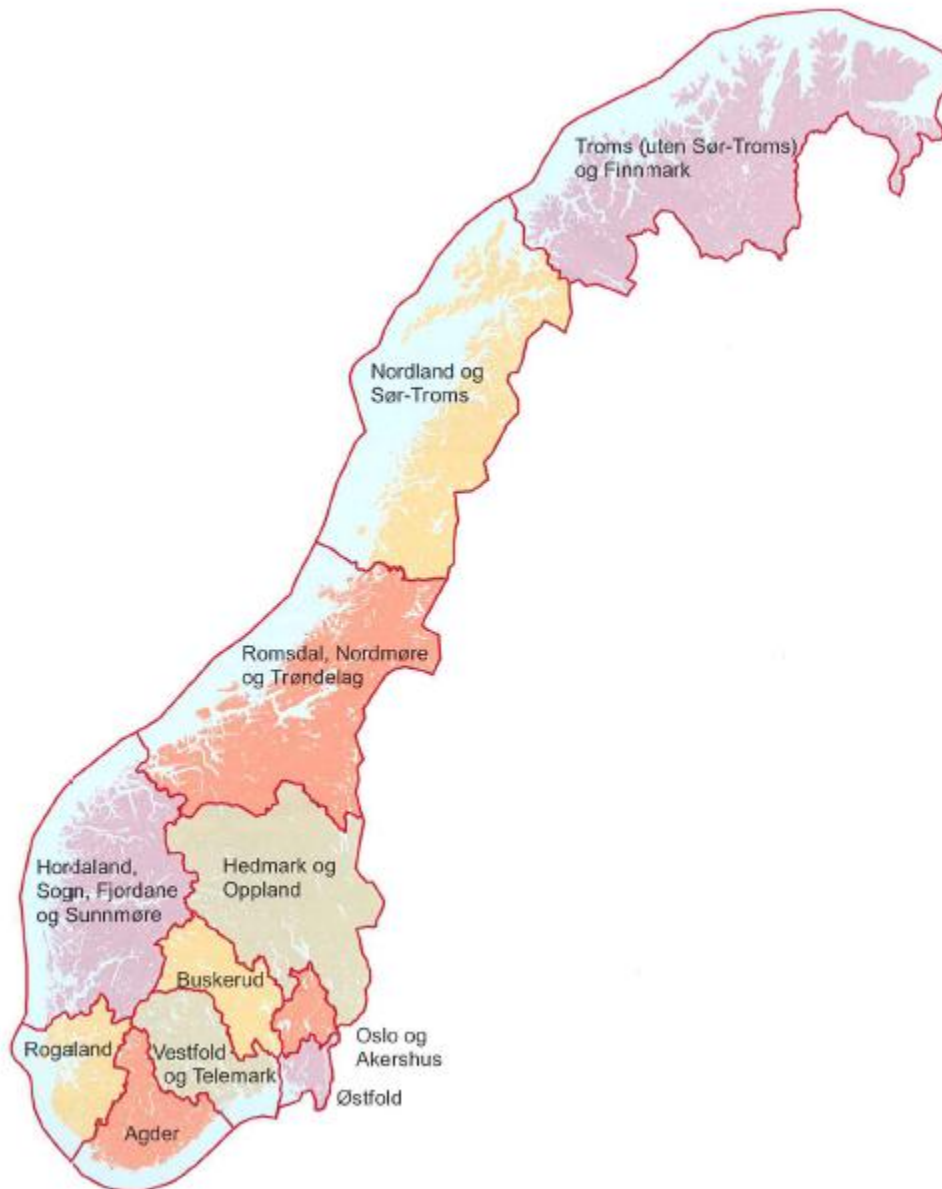 Troms (uten Sør-Troms)
og Finnmark
Nordland og
Sør-Troms
Romsdal, Nordmøre
og Trøndelag
Hordaland,
Sogn, Fjordane
og Sunnmøre
Hedmark og
Oppland
Buskerud
Oslo og
Akershus
Rogaland
Vestfold
og Telemark
Østfold
Agder